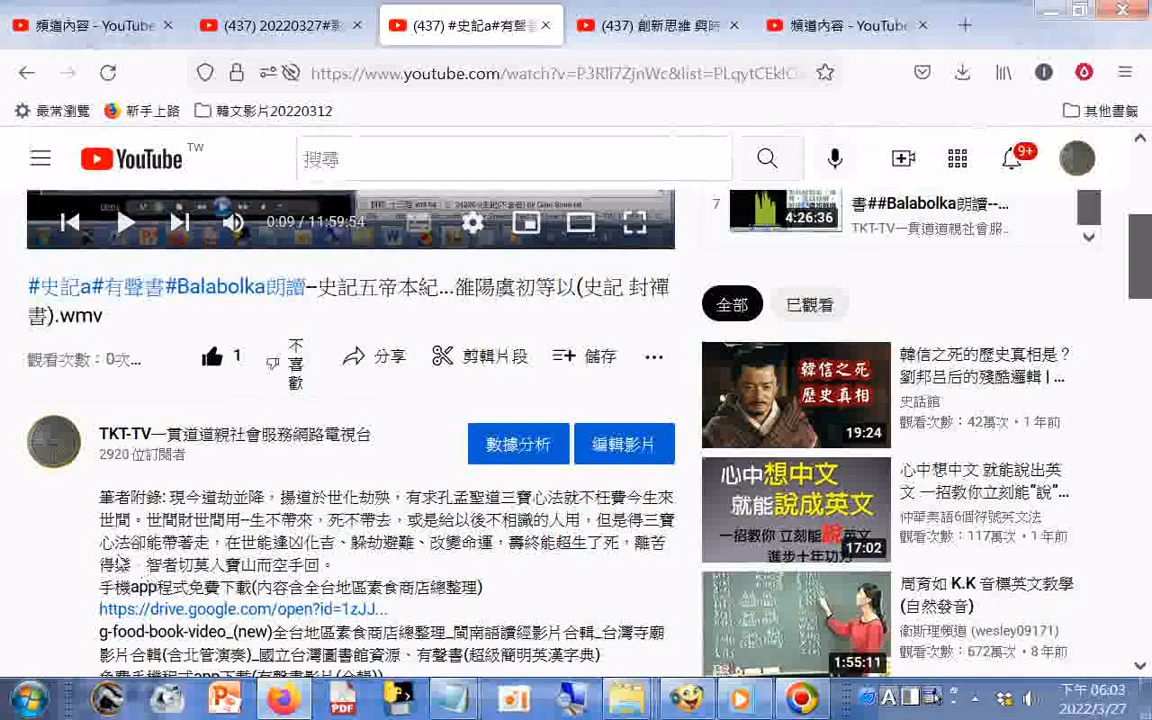 頻道內容 - YouTube
(437) 20220327#
(437) #史記a#有聲書
(437) 創新思維 與時
頻道內容 - YouTube
https://www.youtube.com/watch?v=P3Rli7ZjnWc&list=PLqytCEkIC
最常瀏覽
新手上路
韓文影片20220312
其他書籤
YouTube TW
搜尋
9+
0:09 / 11:59:54
7
4:26:36
書##Balabolka朗讀--...
TKT-TV一貫道道親社會服...
#史記a#有聲書#Balabolka朗讀--史記五帝本紀...雒陽虞初等以(史記 封禪
書).wmv
全部
已觀看
觀看次數：0次...
1
不喜歡
分享
剪輯片段
儲存
韓信之死
歷史真相
19:24
韓信之死的歷史真相是？
劉邦呂后的殘酷邏輯 | ...
史話館
觀看次數：42萬次・1 年前
TKT-TV一貫道道親社會服務網路電視台
2920 位訂閱者
數據分析
編輯影片
心中想中文
就能說成英文
一招教你 立刻能說
進步十年功力
17:02
心中想中文 就能說出英
文 一招教你立刻能“說”...
仲華美語6個符號英文法
觀看次數：117萬次・1 年前
筆者附錄: 現今道劫並降，揚道於世化劫殃，有求孔孟聖道三寶心法就不枉費今生來
世間。世間財世間用--生不帶來，死不帶去，或是給以後不相識的人用，但是得三寶
心法卻能帶著走，在世能逢凶化吉、躲劫避難、改變命運，壽終能超生了死，離苦
智者切莫入寶山而空手回。
手機app程式免費下載(內容含全台地區素食商店總整理)
https://drive.google.com/open?id=1zJJ...
g-food-book-video_(new)全台地區素食商店總整理_閩南語讀經影片合輯_台灣寺廟
影片合輯(含北管演奏)_國立台灣圖書館資源、有聲書(超級簡明英漢字典)
1:55:11
周育如 K.K 音標英文教學
(自然發音)
衛斯理頻道 (wesley09171)
觀看次數：672萬次・8 年前
PDF
A
下午 06:03
2022/3/27